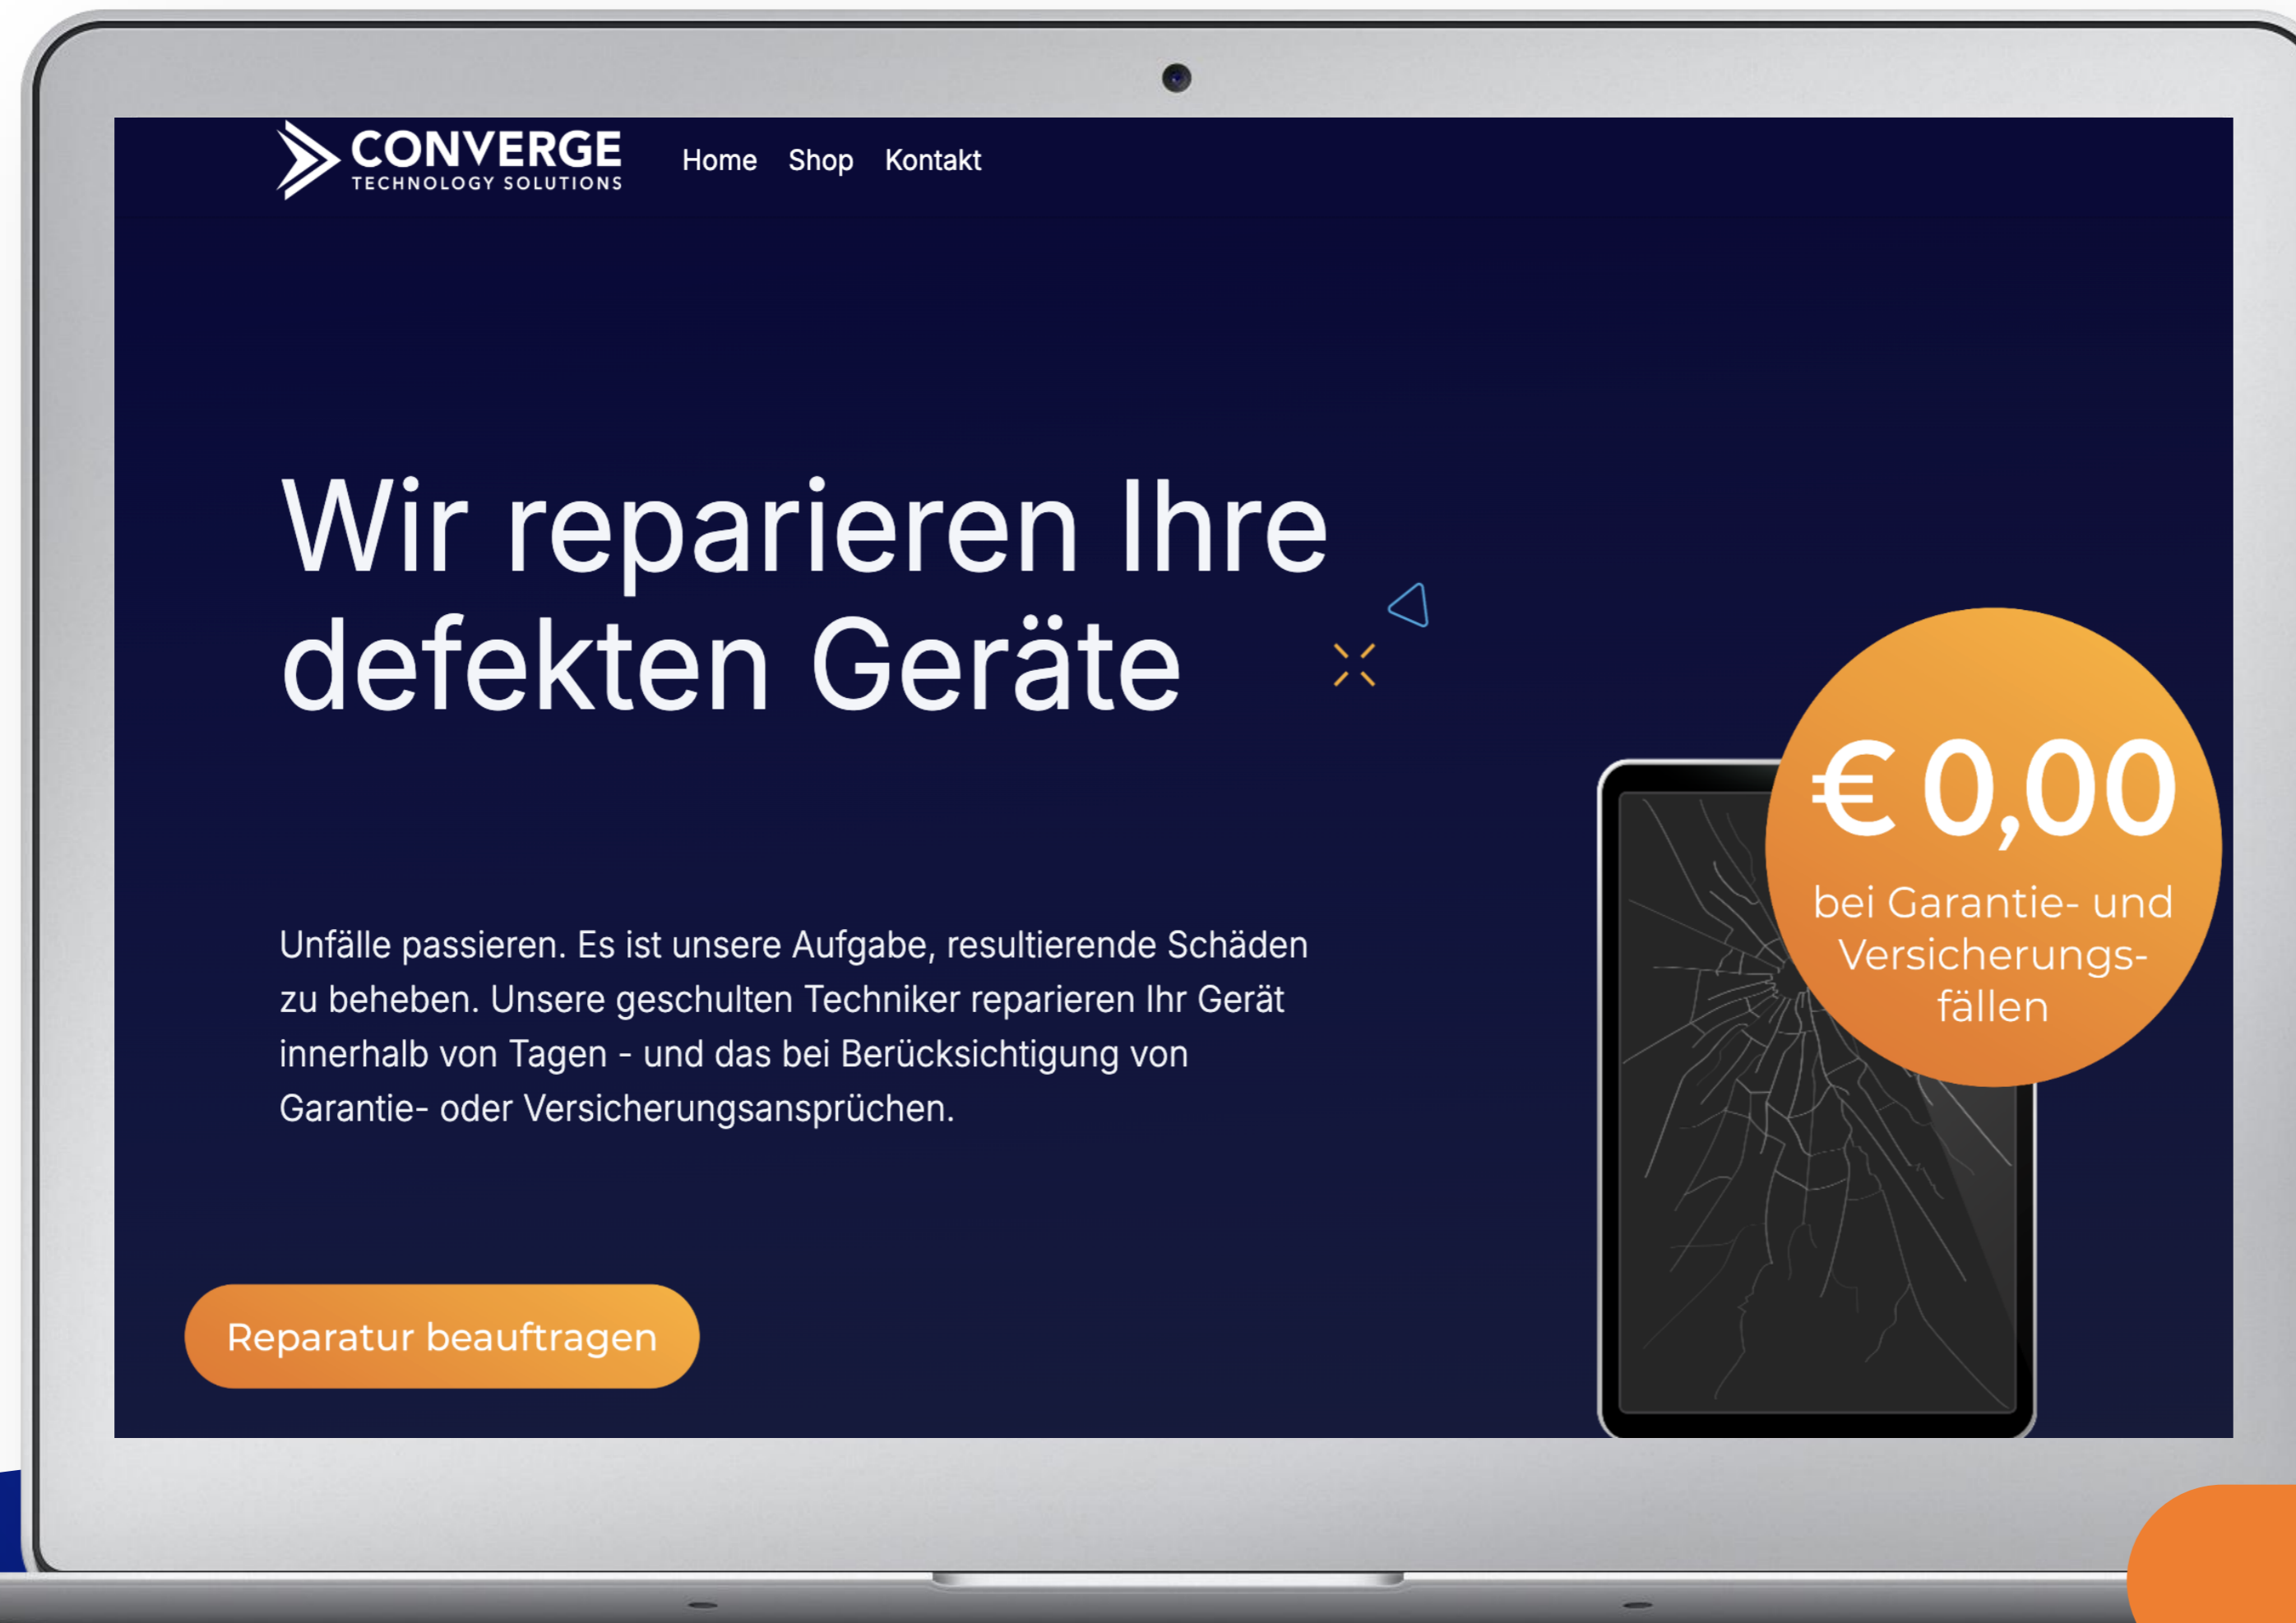 CONVERGE
TECHNOLOGY SOLUTIONS
Home Shop Kontakt
Wir reparieren Ihre
defekten Geräte
€ 0,00
bei Garantie- und
Versicherungs-
fällen
Unfälle passieren. Es ist unsere Aufgabe, resultierende Schäden
zu beheben. Unsere geschulten Techniker reparieren Ihr Gerät
innerhalb von Tagen - und das bei Berücksichtigung von
Garantie- oder Versicherungsansprüchen.
Reparatur beauftragen